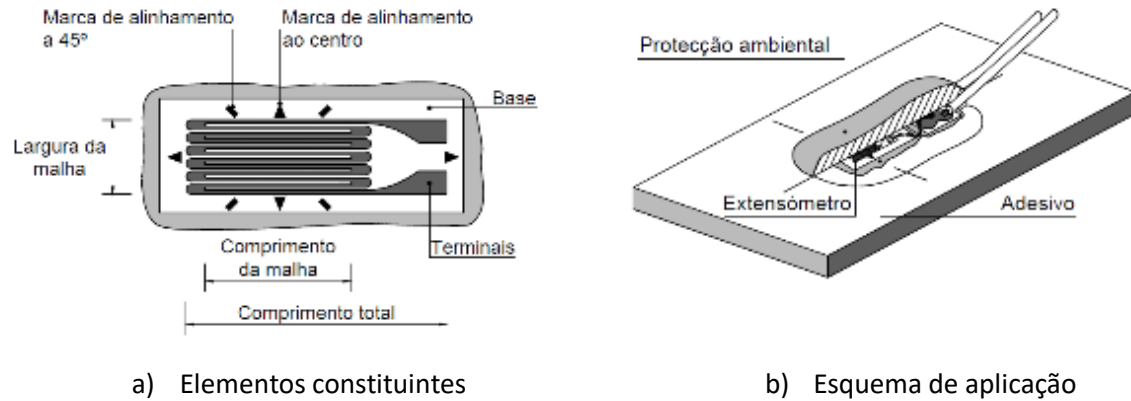 Marca de alinhamento
a 45º
Marca de alinhamento
ao centro
Base
Largura da
malha
Terminais
Comprimento
da malha
Comprimento total
a) Elementos constituintes
Protecção ambiental
Extensómetro
Adesivo
b) Esquema de aplicação